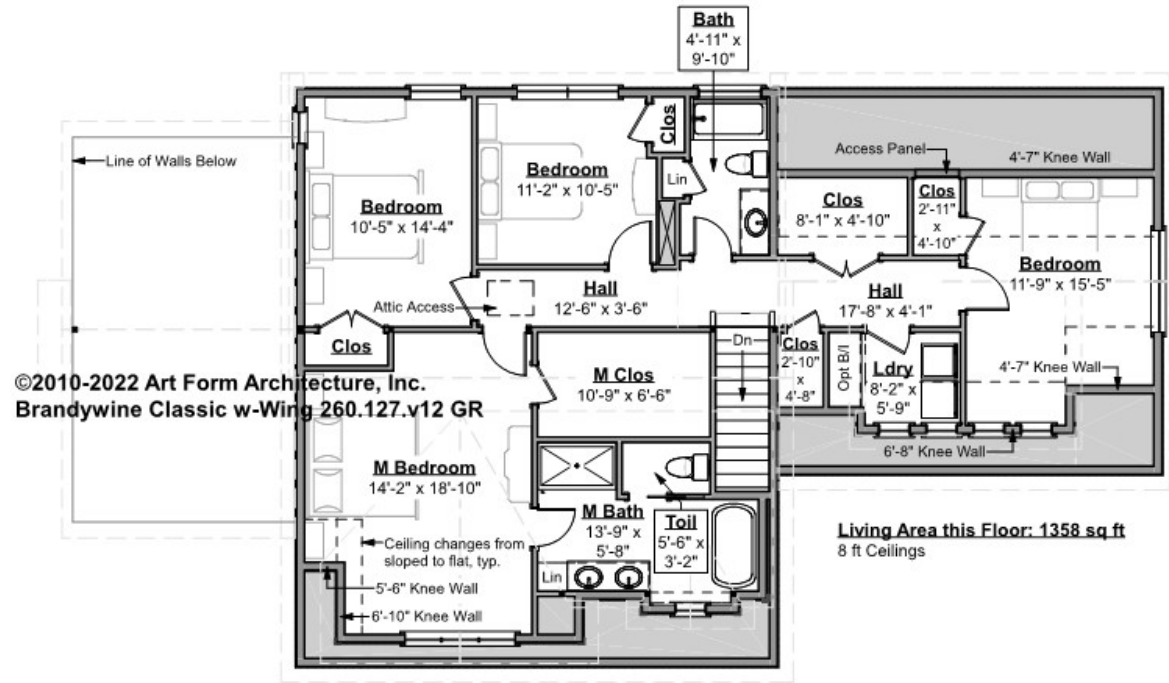 Bath
4'-11" x
9'-10"
Line of Walls Below
Bedroom
10'-5" x 14'-4"
Bedroom
11'-2" x 10'-5"
Clos
Lin
Access Panel
4'-7" Knee Wall
Clos
8'-1" x 4'-10"
Clos
2'-11"
x
4'-10"
Bedroom
11'-9" x 15'-5"
Attic Access
Hall
12'-6" x 3'-6"
Hall
17'-8" x 4'-1"
Clos
©2010-2022 Art Form Architecture, Inc.
Brandywine Classic w-Wing 260.127.v12 GR
M Clos
10'-9" x 6'-6"
Dn
Clos
2'-10"
x
4'-8"
Opt B/I
Ldry
8'-2" x
5'-9"
4'-7" Knee Wall
6'-8" Knee Wall
M Bedroom
14'-2" x 18'-10"
M Bath
13'-9" x
5'-8"
Toil
5'-6" x
3'-2"
Lin
Ceiling changes from
sloped to flat, typ.
5'-6" Knee Wall
6'-10" Knee Wall
Living Area this Floor: 1358 sq ft
8 ft Ceilings